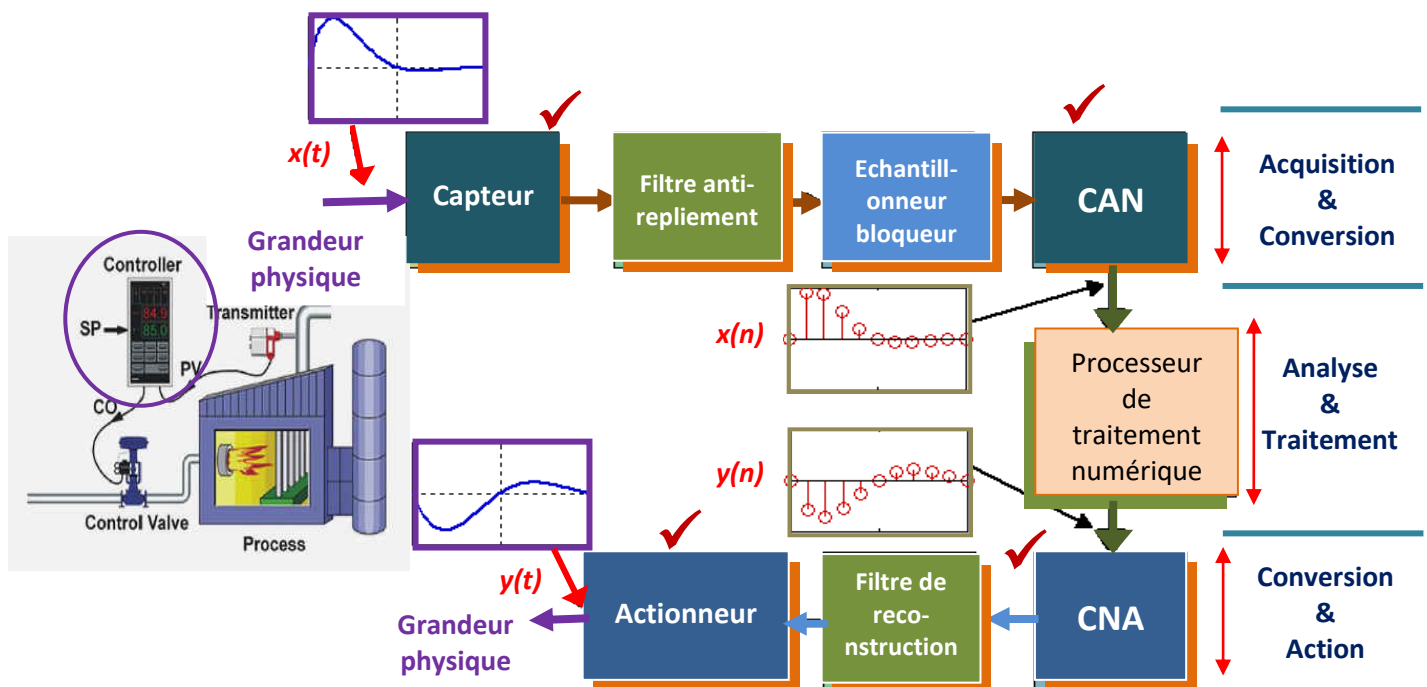 x(t)
Capteur
Filtre anti-
repliement
Echantill-
onneur
bloqueur
CAN
Acquisition
&
Conversion
Grandeur
physique
Controller
84.9
85.0
SP
Transmitter
PV
CO
Control Valve
Process
x(n)
y(n)
Processeur
de
traitement
numérique
Analyse
&
Traitement
y(t)
Grandeur
physique
Actionneur
Filtre de
reco-
nstruction
CNA
Conversion
&
Action